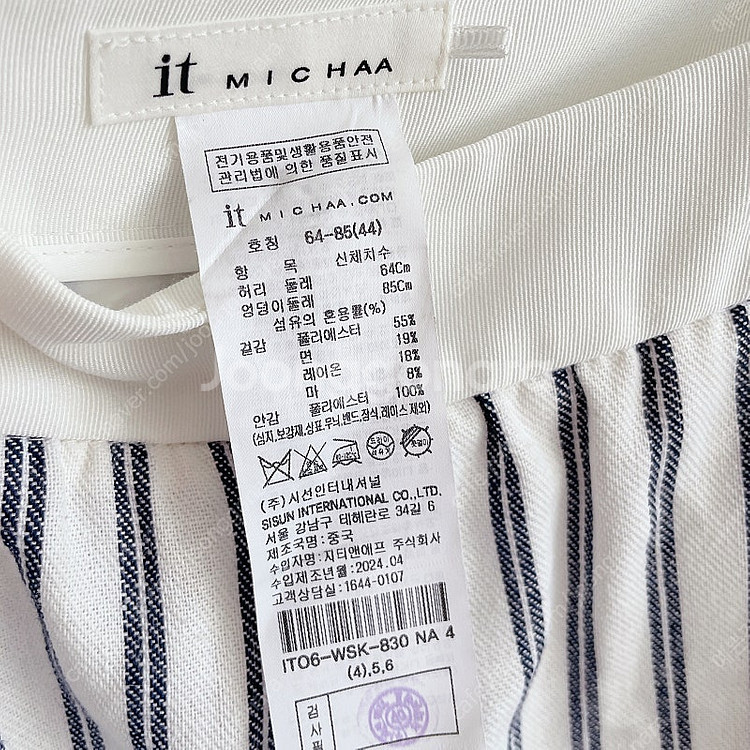 it MICHAA
전기용품및생활용품안전
관리법에 의한 품질표시
it MICHAA.COM
호칭 64-85(44)
항 목 신체치수
허리 둘레 64Cm
엉덩이둘레 85Cm
섬유의 혼용률(%)
겉감 폴리에스터 55%
면 19%
레이온 18%
마 8%
안감 폴리에스터 100%
(심지,보강재,상표,무늬,밴드,장식,레이스 제외)
(주)시선인터내셔널
SISUN INTERNATIONAL CO.,LTD.
서울 강남구 테헤란로 34길 6
제조국명:중국
수입자명:지티앤에프 주식회사
수입제조년월:2024.04
고객상담실:1644-0107
ITO6-WSK-830 NA 4
(4),5,6
검
사